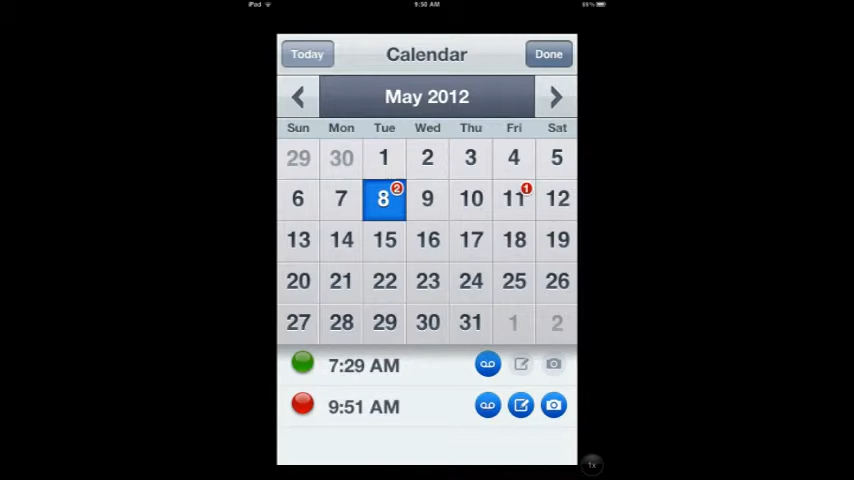 iPad 9:50 AM 86%
Today Calendar Done
May 2012
Sun Mon Tue Wed Thu Fri Sat
29 30 1 2 3 4 5
6 7 8 2 9 10 11 1 12
13 14 15 16 17 18 19
20 21 22 23 24 25 26
27 28 29 30 31 1 2
7:29 AM
9:51 AM
1x